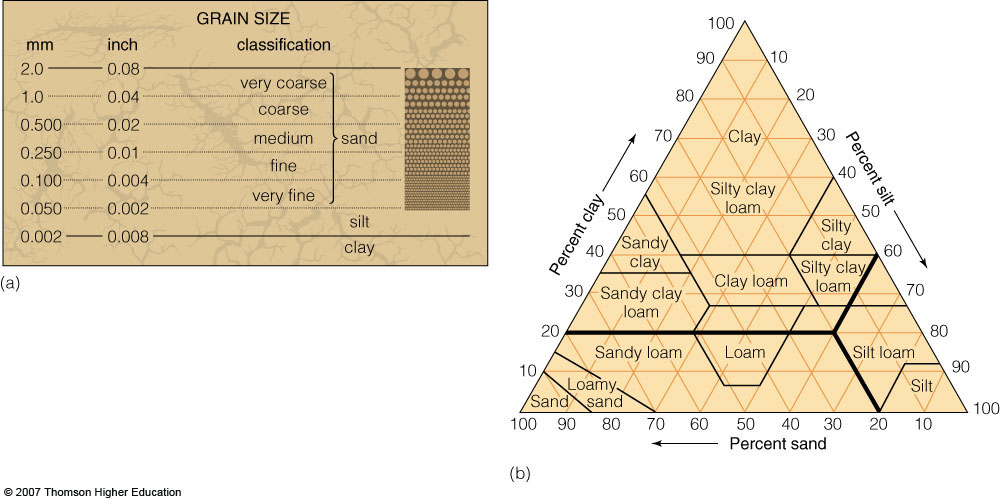 GRAIN SIZE
mm inch classification
2.0 0.08
very coarse
1.0 0.04
coarse
0.500 0.02
medium sand
0.250 0.01
fine
0.100 0.004
very fine
0.050 0.002
silt
0.002 0.008
clay
(a)
100
90 10
80 20
70 Clay 30
60 40
Silty clay
loam
50 50
Silty
clay
Sandy
clay
40 60
Clay loam
Silty clay
loam
30 70
Sandy clay
loam
20 80
Sandy loam Loam Silt loam
10 90
Loamy
sand
Silt
Sand
100
100 90 80 70 60 50 40 30 20 10
Percent clay
Percent silt
Percent sand
(b)
© 2007 Thomson Higher Education